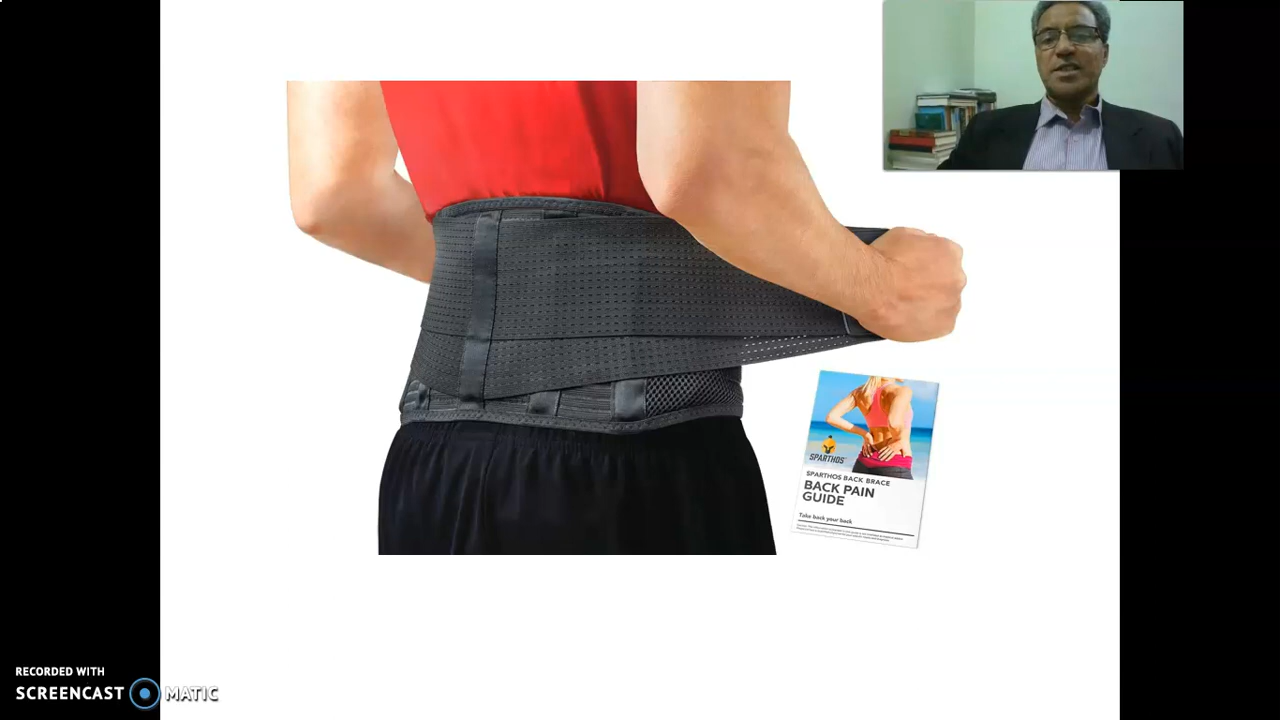 SPARTHOS
SPARTHOS BACK BRACE
BACK PAIN
GUIDE
Take back your back
RECORDED WITH
SCREENCAST MATIC